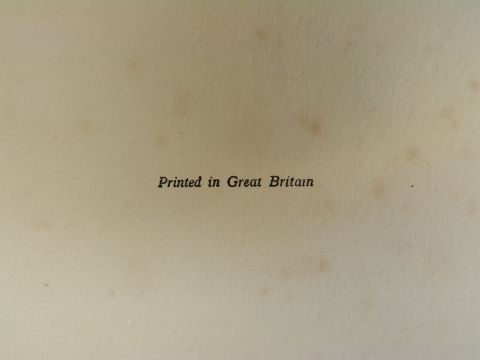 Printed in Great Britain